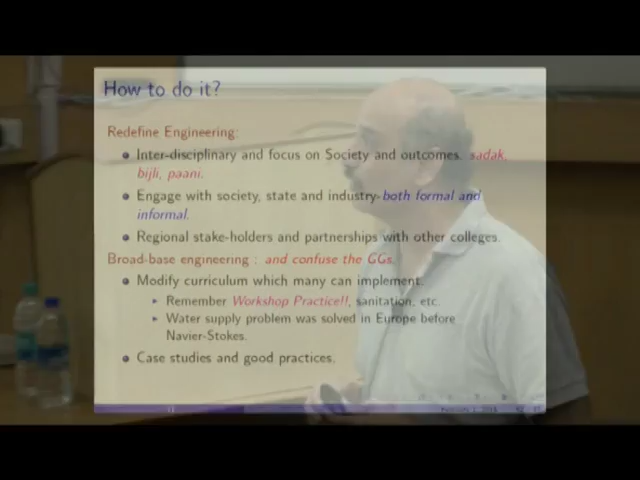 How to do it?
Redefine Engineering:
Inter-disciplinary and focus on Society and outcomes. sadak,
bijli, paani.
Engage with society, state and industry-both formal and
informal.
Regional stake-holders and partnerships with other colleges.
Broad-base engineering : and confuse the GGs.
Modify curriculum which many can implement.
Remember Workshop Practice!!, sanitation, etc.
Water supply problem was solved in Europe before
Navier-Stokes.
Case studies and good practices.